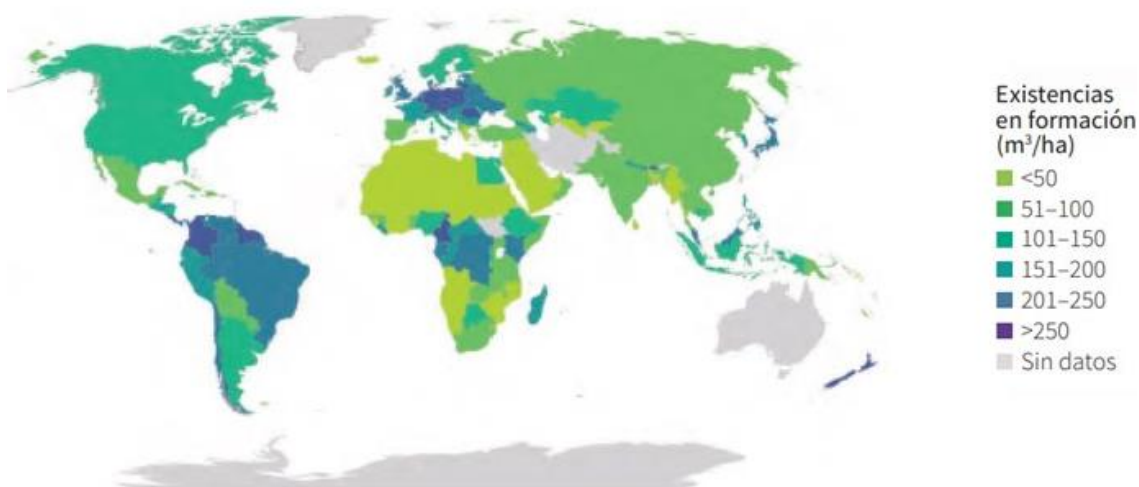 Existencias
en formación
(m³/ha)
<50
51–100
101–150
151–200
201–250
>250
Sin datos